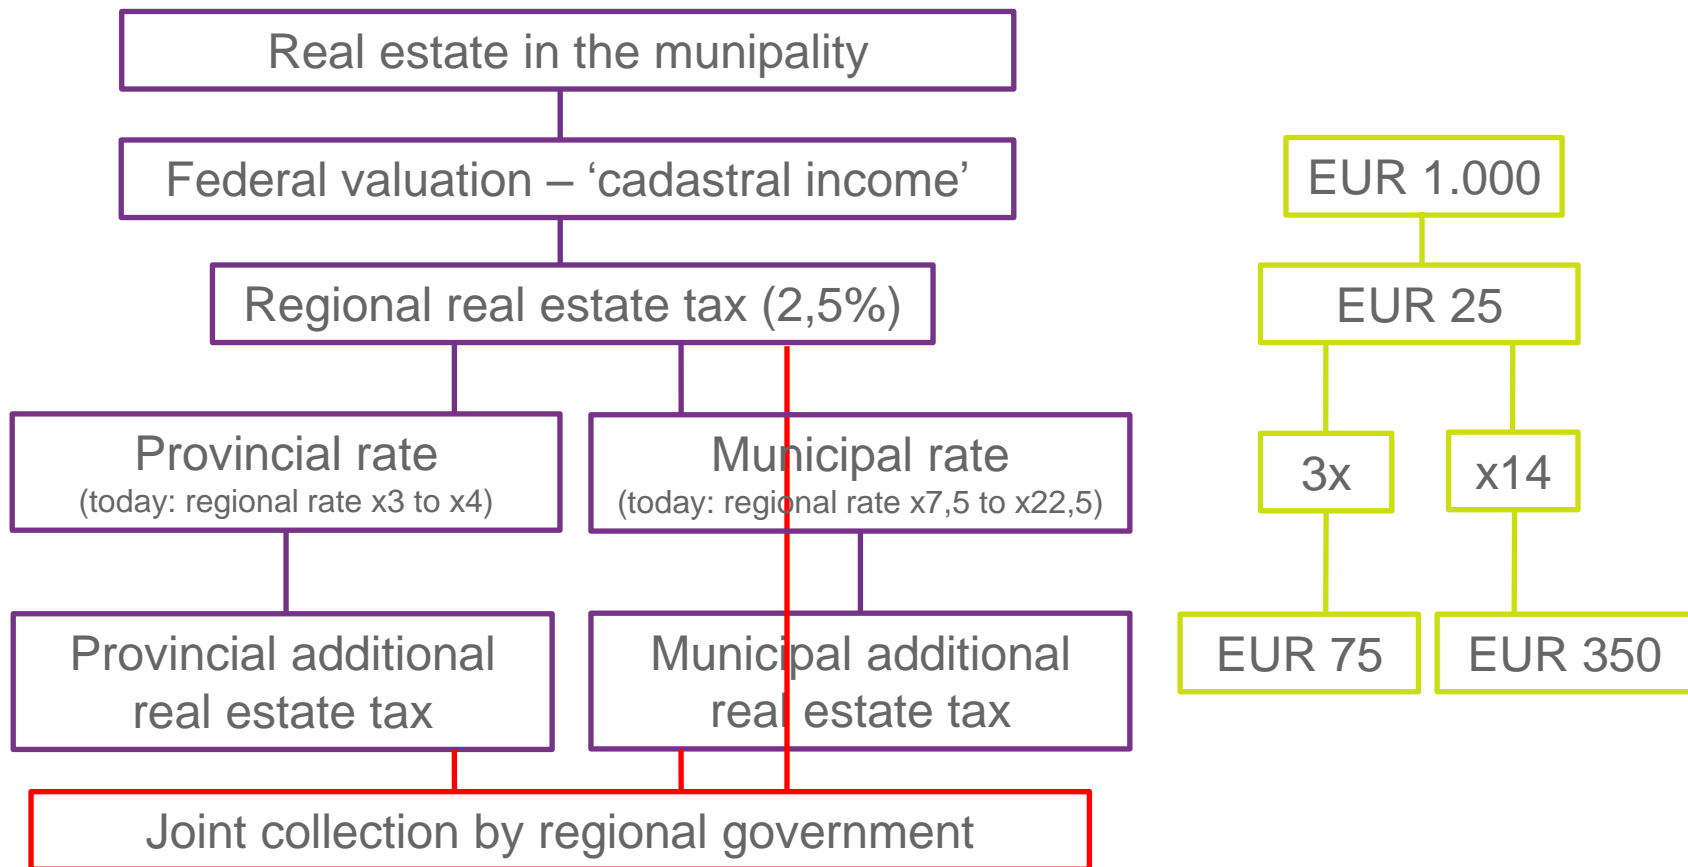 Real estate in the munipality
Federal valuation – ‘cadastral income’
EUR 1.000
Regional real estate tax (2,5%)
EUR 25
Provincial rate
(today: regional rate x3 to x4)
Municipal rate
(today: regional rate x7,5 to x22,5)
3x
x14
Provincial additional
real estate tax
Municipal additional
real estate tax
EUR 75
EUR 350
Joint collection by regional government